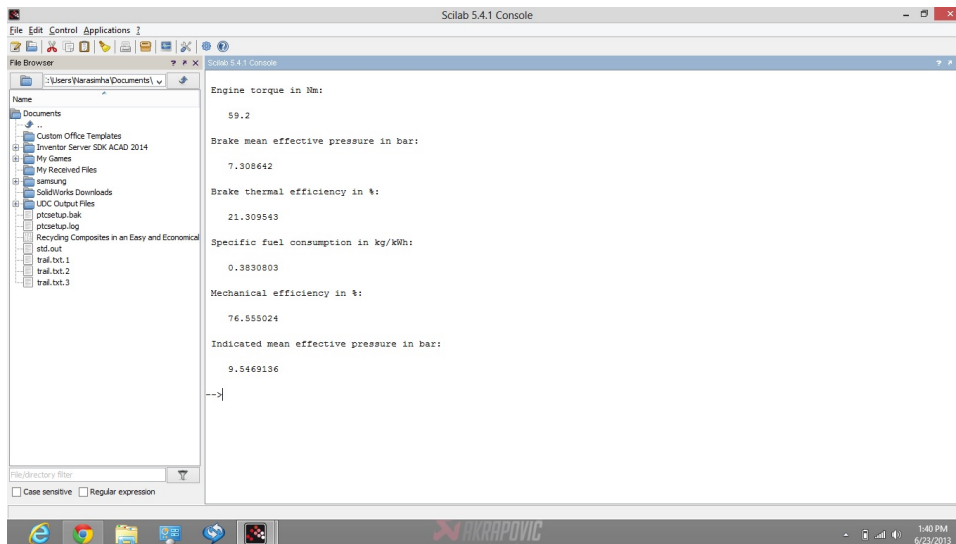 Scilab 5.4.1 Console
File Edit Control Applications ?
File Browser
Scilab 5.4.1 Console
:\Users\Narasimha\Documents\
Name
Documents
..
Custom Office Templates
Inventor Server SDK ACAD 2014
My Games
My Received Files
samsung
SolidWorks Downloads
UDC Output Files
ptcsetup.bak
ptcsetup.log
Recycling Composites in an Easy and Economical
std.out
trail.txt.1
trail.txt.2
trail.txt.3
File/directory filter
Case sensitive Regular expression
Engine torque in Nm:
59.2
Brake mean effective pressure in bar:
7.308642
Brake thermal efficiency in %:
21.309543
Specific fuel consumption in kg/kWh:
0.3830803
Mechanical efficiency in %:
76.555024
Indicated mean effective pressure in bar:
9.5469136
-->
AKRAPOVIC
1:40 PM
6/23/2013